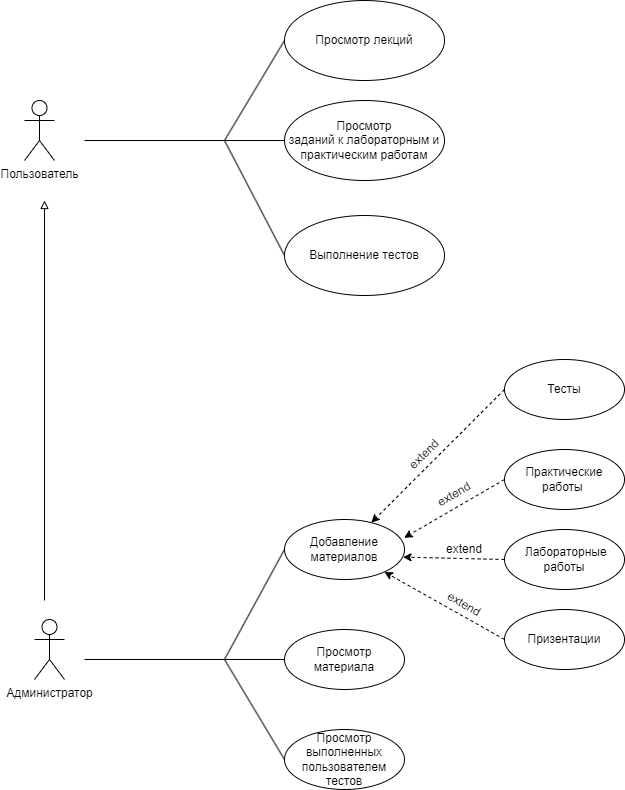 Просмотр лекций
Просмотр
заданий к лабораторным и
практическим работам
Пользователь
Выполнение тестов
Тесты
extend
Практические
работы
extend
Добавление
материалов
extend
Лабораторные
работы
extend
Призентации
Просмотр
материала
Администратор
Просмотр
выполненных
пользователем
тестов